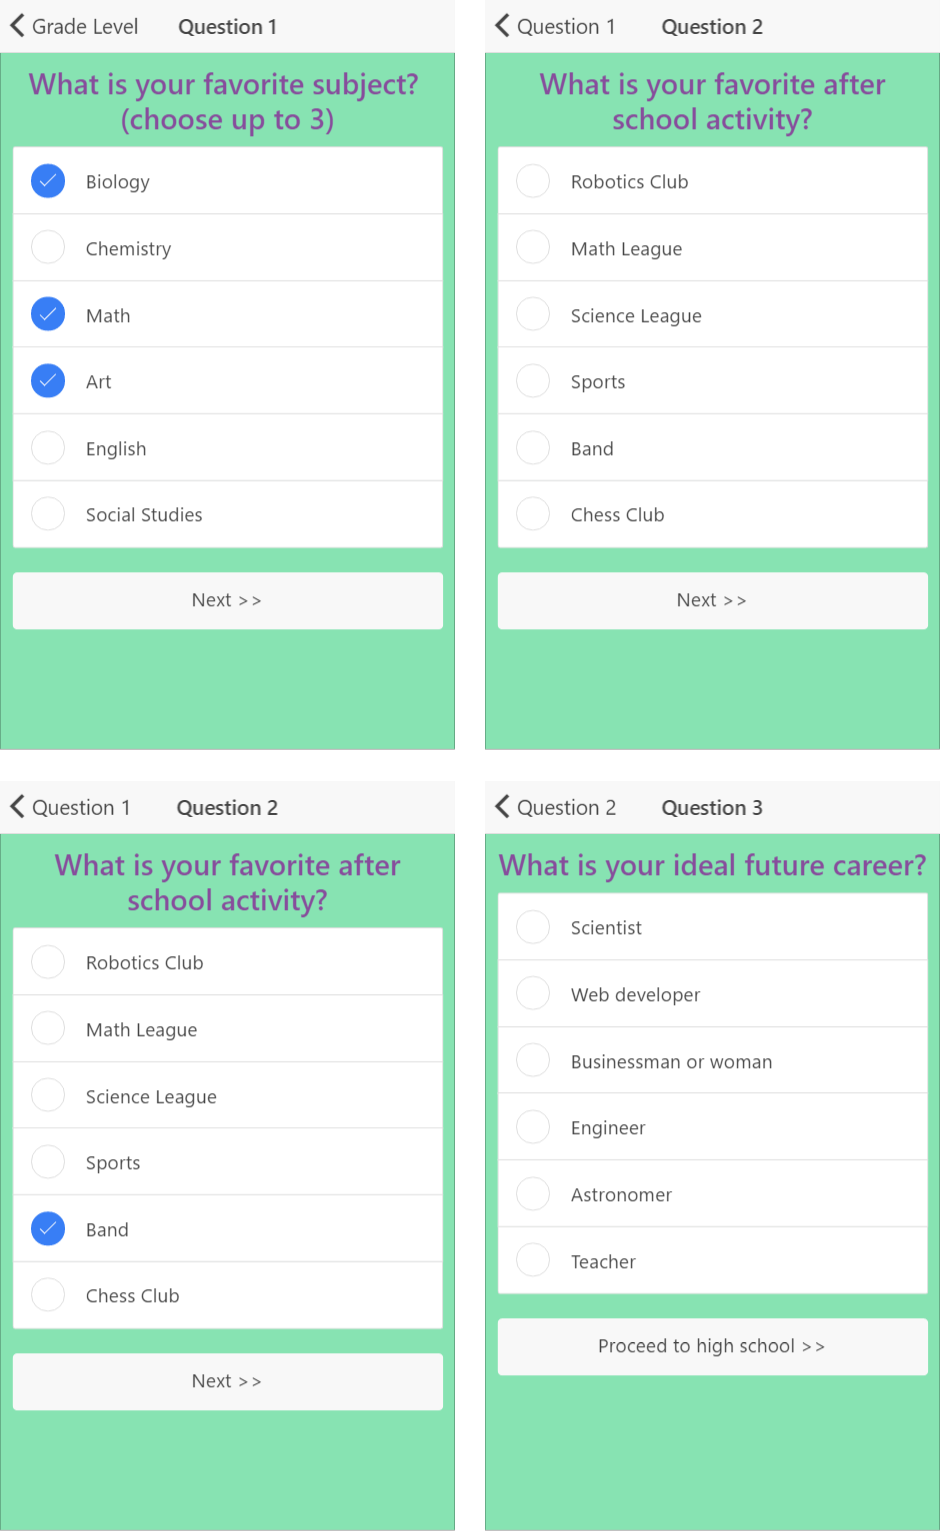 Grade Level Question 1
What is your favorite subject?
(choose up to 3)
Biology
Chemistry
Math
Art
English
Social Studies
Next >>
Question 1 Question 2
What is your favorite after
school activity?
Robotics Club
Math League
Science League
Sports
Band
Chess Club
Next >>
Question 1 Question 2
What is your favorite after
school activity?
Robotics Club
Math League
Science League
Sports
Band
Chess Club
Next >>
Question 2 Question 3
What is your ideal future career?
Scientist
Web developer
Businessman or woman
Engineer
Astronomer
Teacher
Proceed to high school >>